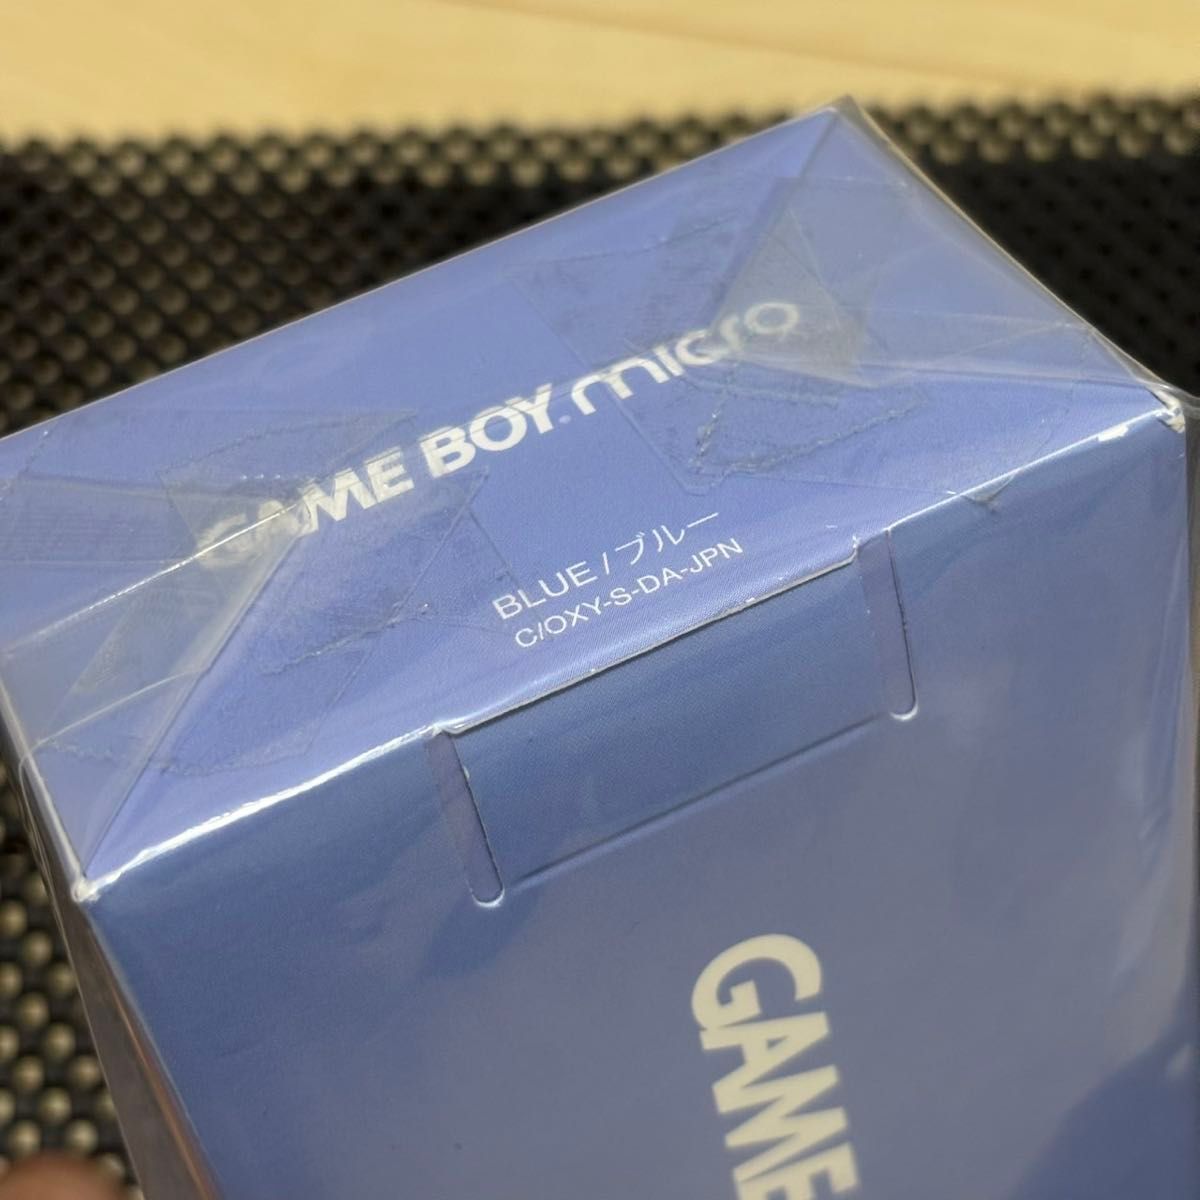 GAME BOY® micro
BLUE / ブルー
C/OXY-S-DA-JPN
GAME